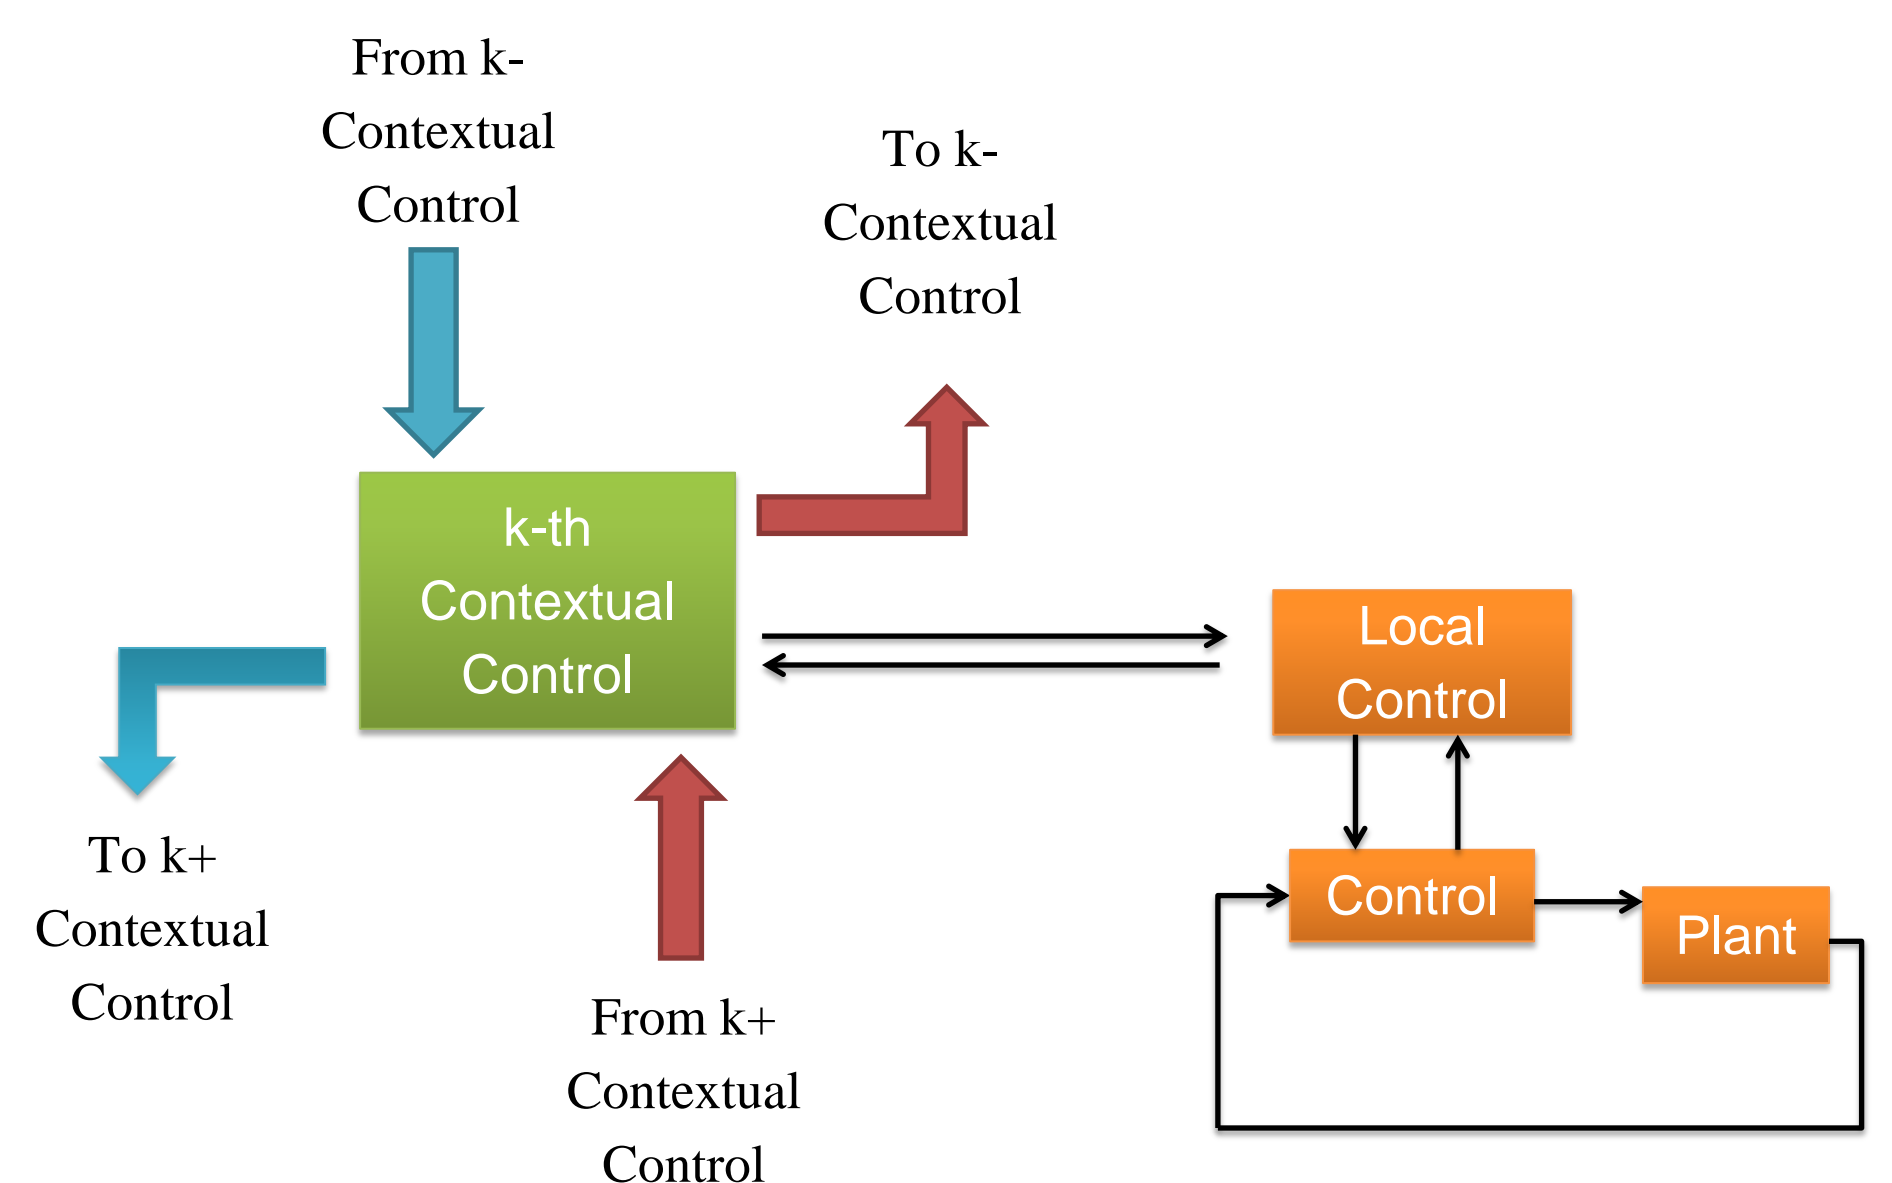 From k-
Contextual
Control
To k-
Contextual
Control
k-th
Contextual
Control
Local
Control
To k+
Contextual
Control
Control
Plant
From k+
Contextual
Control